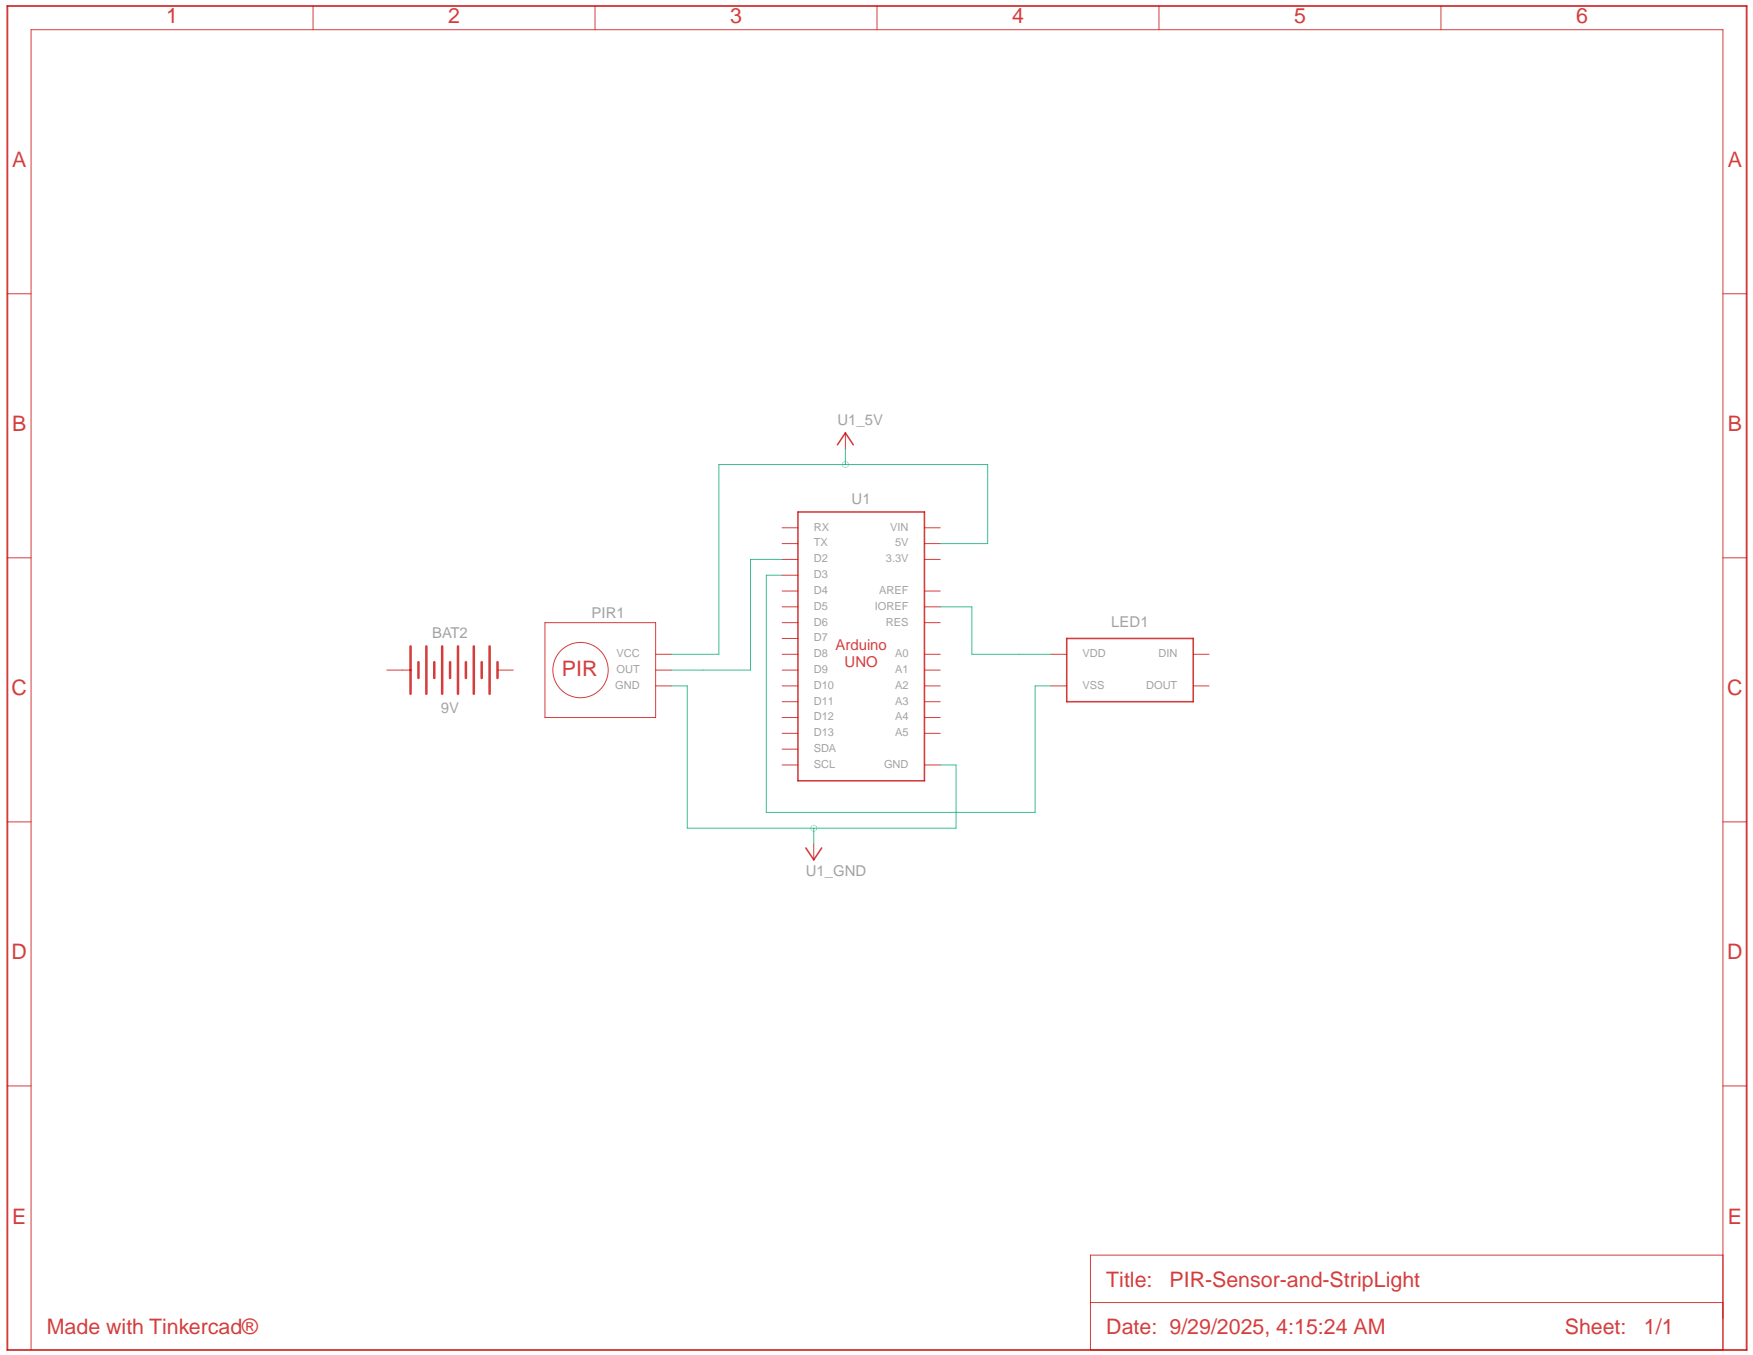 1 2 3 4 5 6
A A
B B
U1_5V
U1
RX VIN
TX 5V
D2 3.3V
D3
D4 AREF
D5 IOREF
D6 RES
D7
D8 A0
D9 A1
D10 A2
D11 A3
D12 A4
D13 A5
SDA
SCL GND
Arduino
UNO
PIR1
PIR
VCC
OUT
GND
BAT2
9V
LED1
VDD DIN
VSS DOUT
C C
U1_GND
D D
E E
Title: PIR-Sensor-and-StripLight
Made with Tinkercad®
Date: 9/29/2025, 4:15:24 AM Sheet: 1/1